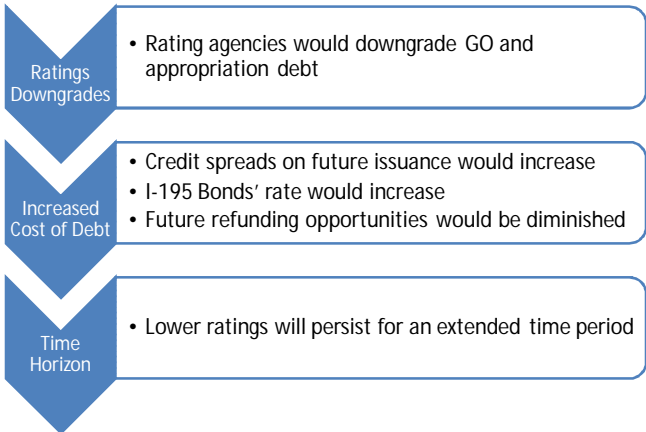 Ratings
Downgrades
• Rating agencies would downgrade GO and
appropriation debt
Increased
Cost of Debt
• Credit spreads on future issuance would increase
• I-195 Bonds' rate would increase
• Future refunding opportunities would be diminished
Time
Horizon
• Lower ratings will persist for an extended time period